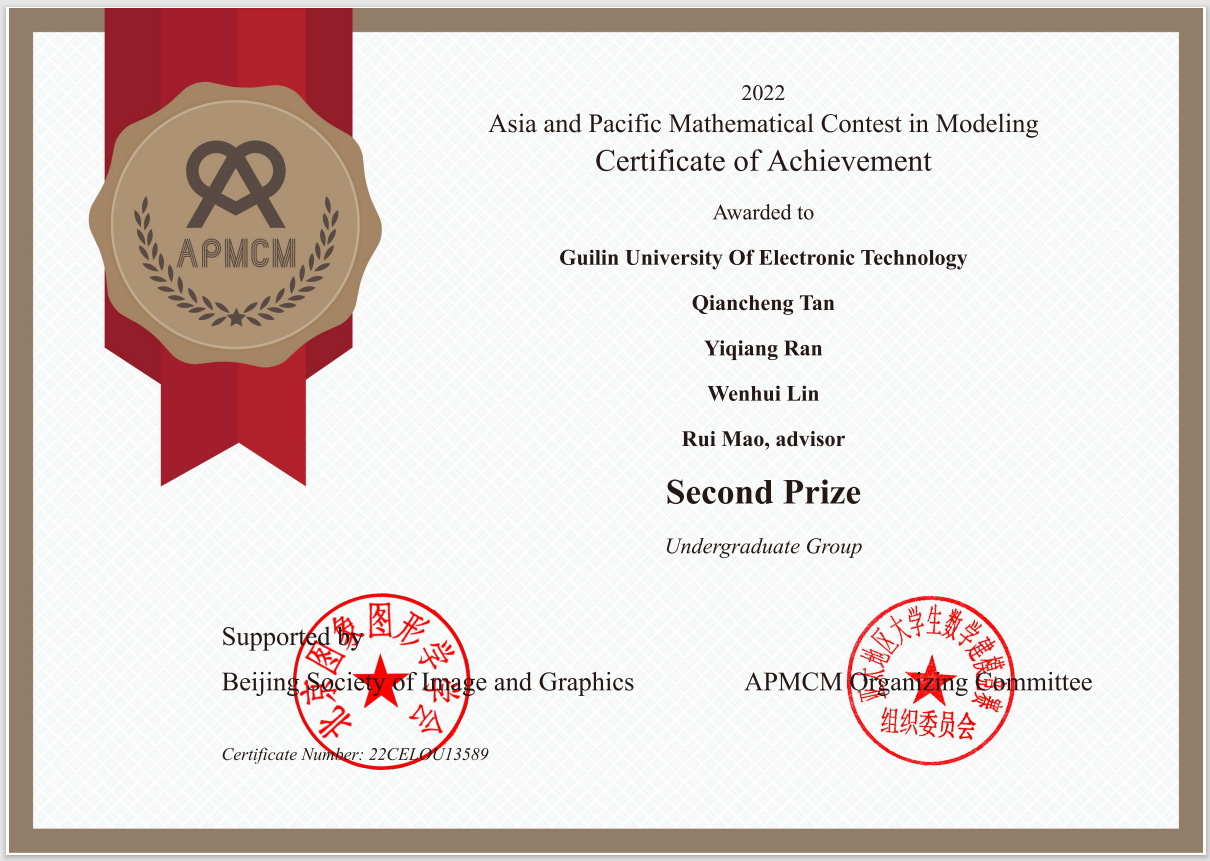 2022
Asia and Pacific Mathematical Contest in Modeling
Certificate of Achievement
APMCM
Awarded to
Guilin University Of Electronic Technology
Qiancheng Tan
Yiqiang Ran
Wenhui Lin
Rui Mao, advisor
Second Prize
Undergraduate Group
Supported by
Beijing Society of Image and Graphics
APMCM Organizing Committee
Certificate Number: 22CELOU13589
北京图象图形学学会
亚太地区大学生数学建模竞赛
组织委员会